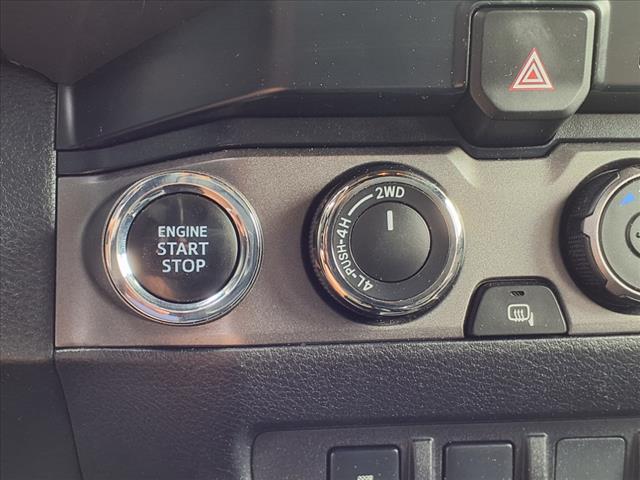 ENGINE
START
STOP
2WD
4L-PUSH-4H